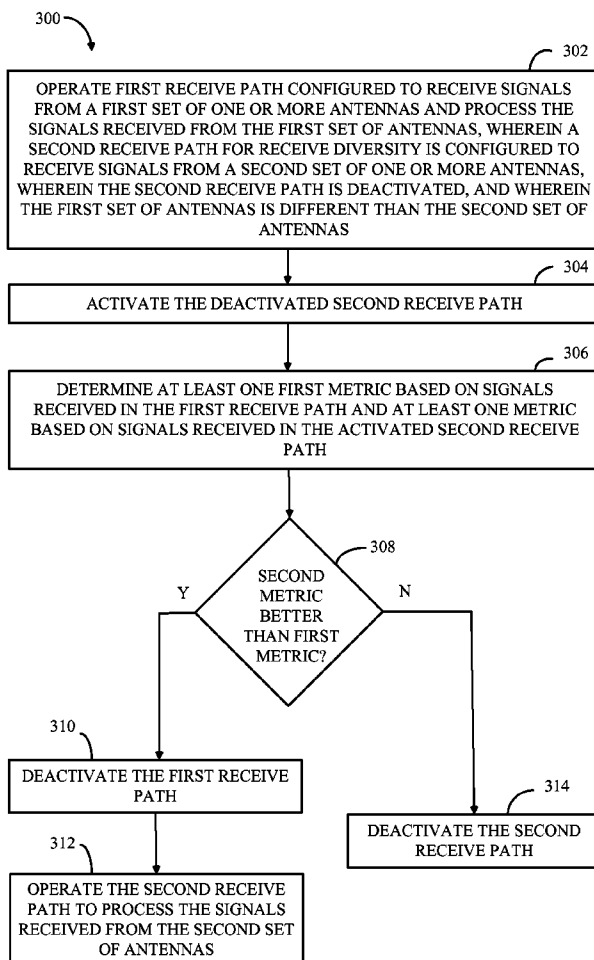 300
302
OPERATE FIRST RECEIVE PATH CONFIGURED TO RECEIVE SIGNALS
FROM A FIRST SET OF ONE OR MORE ANTENNAS AND PROCESS THE
SIGNALS RECEIVED FROM THE FIRST SET OF ANTENNAS, WHEREIN A
SECOND RECEIVE PATH FOR RECEIVE DIVERSITY IS CONFIGURED TO
RECEIVE SIGNALS FROM A SECOND SET OF ONE OR MORE ANTENNAS,
WHEREIN THE SECOND RECEIVE PATH IS DEACTIVATED, AND WHEREIN
THE FIRST SET OF ANTENNAS IS DIFFERENT THAN THE SECOND SET OF
ANTENNAS
304
ACTIVATE THE DEACTIVATED SECOND RECEIVE PATH
306
DETERMINE AT LEAST ONE FIRST METRIC BASED ON SIGNALS
RECEIVED IN THE FIRST RECEIVE PATH AND AT LEAST ONE METRIC
BASED ON SIGNALS RECEIVED IN THE ACTIVATED SECOND RECEIVE
PATH
308
SECOND
METRIC
BETTER
THAN FIRST
METRIC?
Y
N
310
DEACTIVATE THE FIRST RECEIVE
PATH
312
OPERATE THE SECOND RECEIVE
PATH TO PROCESS THE SIGNALS
RECEIVED FROM THE SECOND SET
OF ANTENNAS
314
DEACTIVATE THE SECOND
RECEIVE PATH